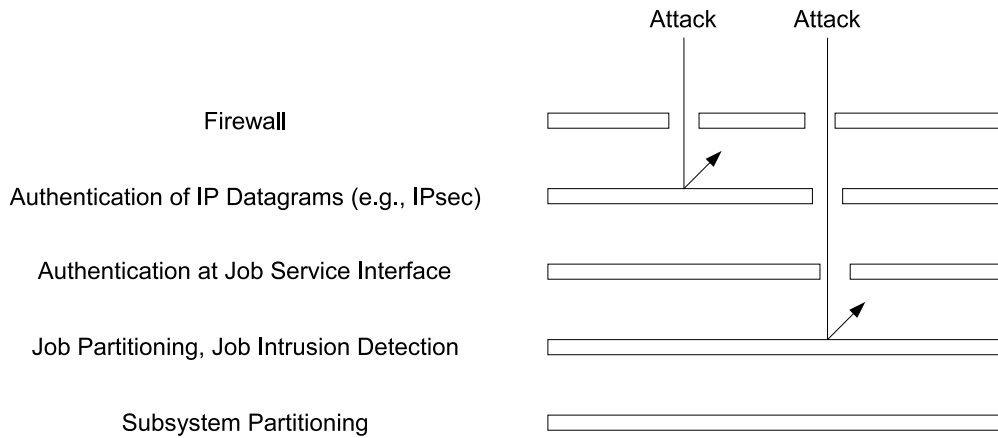 Attack Attack
Firewall
Authentication of IP Datagrams (e.g., IPsec)
Authentication at Job Service Interface
Job Partitioning, Job Intrusion Detection
Subsystem Partitioning